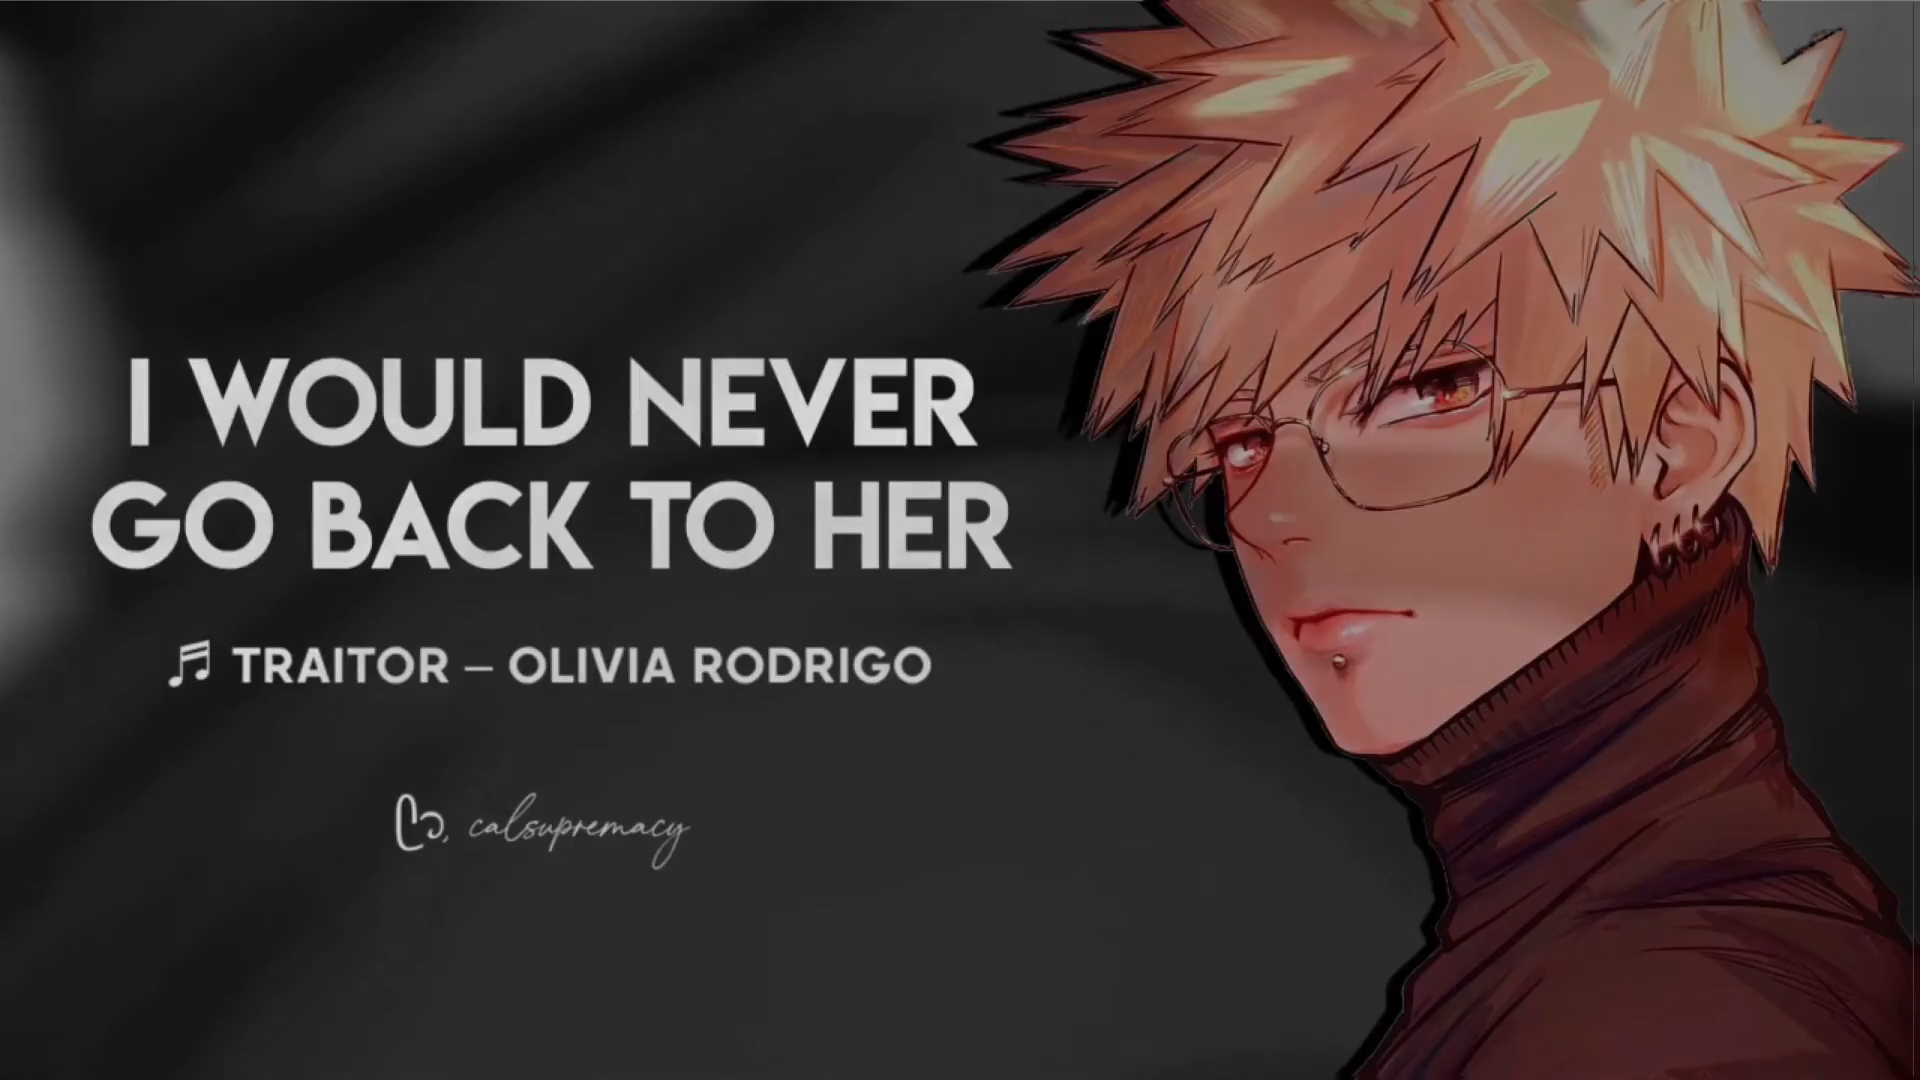 I WOULD NEVER
GO BACK TO HER
TRAITOR – OLIVIA RODRIGO
calsupremacy